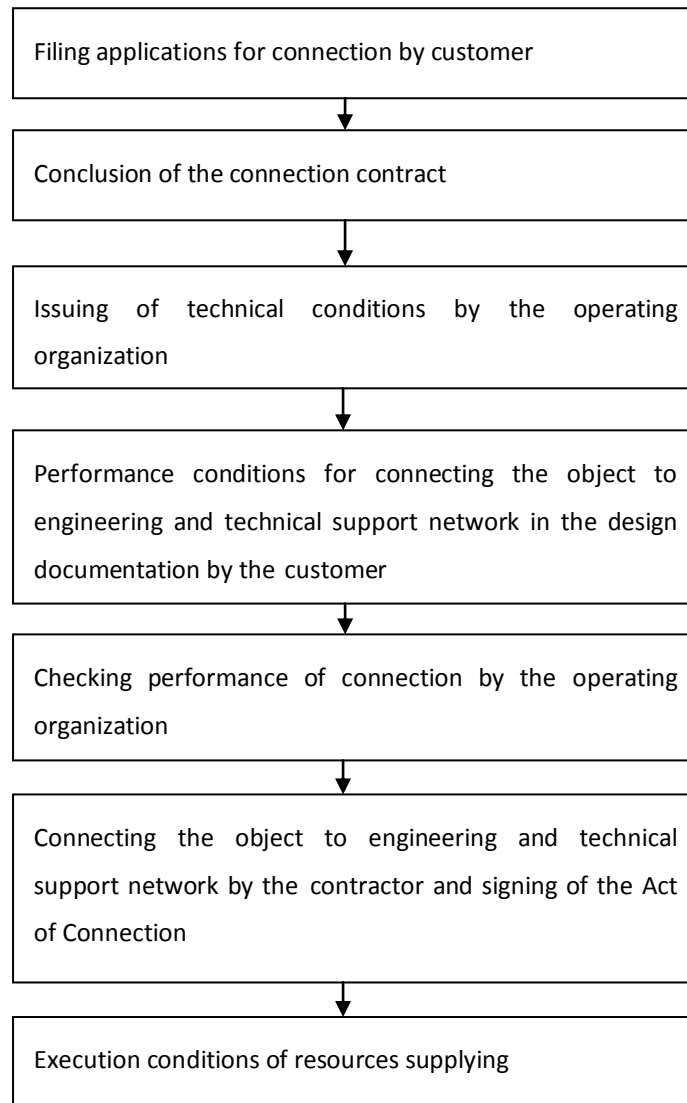 Filing applications for connection by customer
Conclusion of the connection contract
Issuing of technical conditions by the operating
organization
Performance conditions for connecting the object to
engineering and technical support network in the design
documentation by the customer
Checking performance of connection by the operating
organization
Connecting the object to engineering and technical
support network by the contractor and signing of the Act
of Connection
Execution conditions of resources supplying